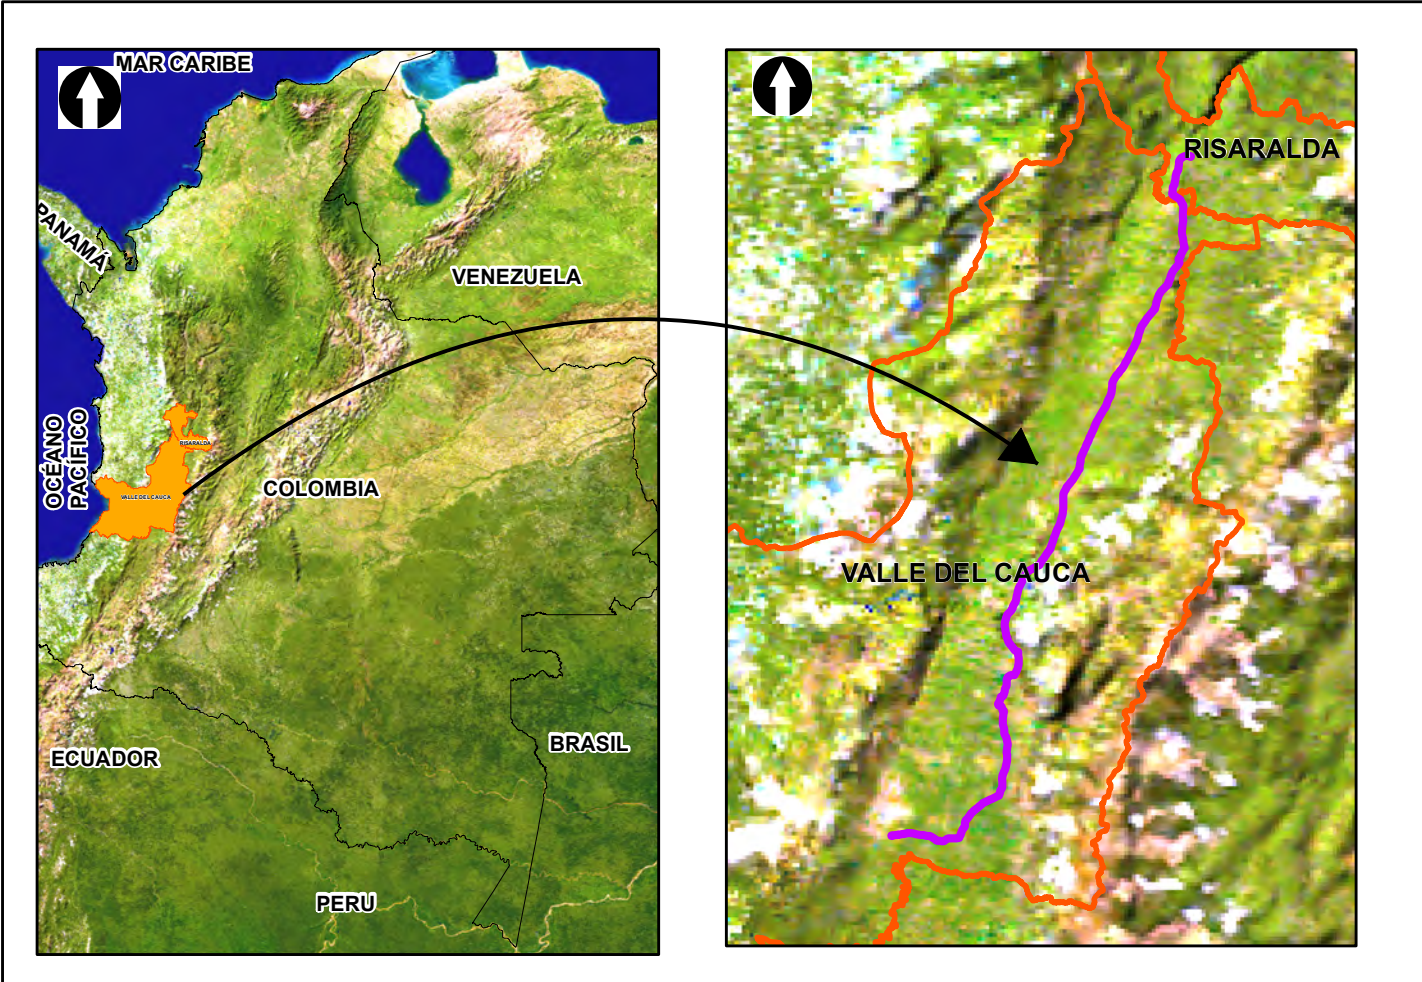 MAR CARIBE
PANAMÁ
VENEZUELA
OCÉANO
PACÍFICO
RISARALDA
VALLE DEL CAUCA
COLOMBIA
ECUADOR
BRASIL
PERU
RISARALDA
VALLE DEL CAUCA